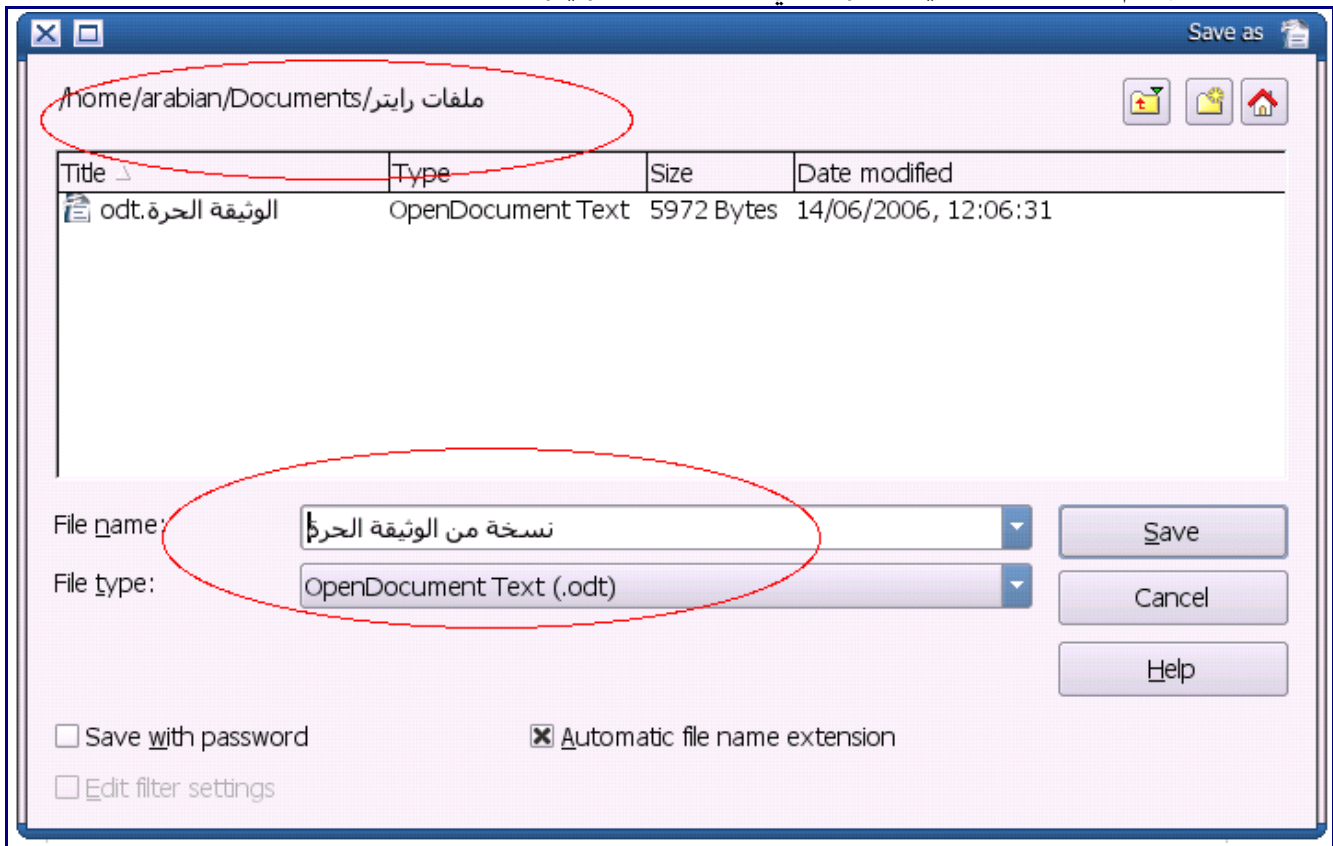 Save as
/home/arabian/Documents/ملفات رايتر
Title Type Size Date modified
الوثيقة الحرة.odt OpenDocument Text 5972 Bytes 14/06/2006, 12:06:31
File name: نسخة من الوثيقة الحرة
Save
File type: OpenDocument Text (.odt)
Cancel
Help
Save with password Automatic file name extension
Edit filter settings